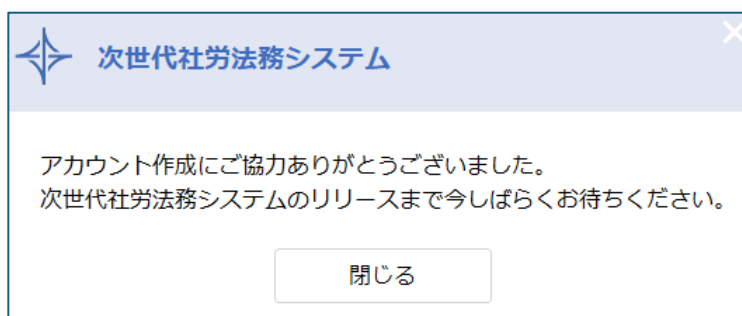 次世代社労法務システム
アカウント作成にご協力ありがとうございました。
次世代社労法務システムのリリースまで今しばらくお待ちください。
閉じる